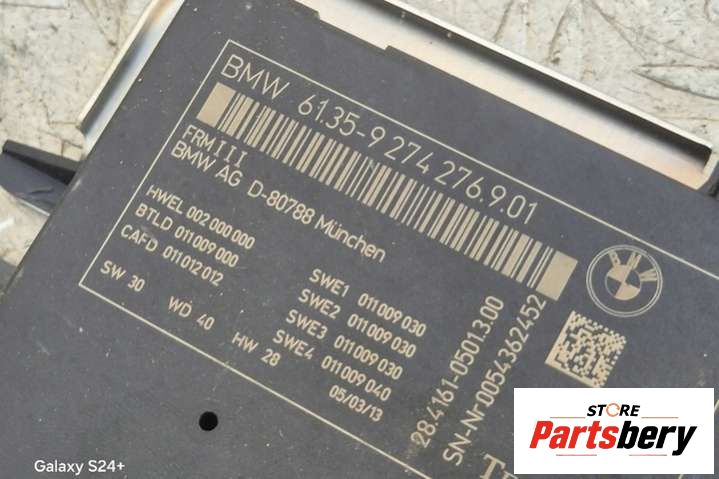 BMW 61.35-9 274 276.9.01
FRM III
BMW AG D-80788 München
HWEL 002 000 000
BTLD 011 009 000
CAFD 011 012 012
SW 30 WD 40 HW 28
SWE1 011 009 030
SWE2 011 009 030
SWE3 011 009 030
SWE4 011 009 040
05/03/13
28.4161-0501.3.00
SN-Nr 0054362452
BMW
STORE
Partsbery
Galaxy S24+